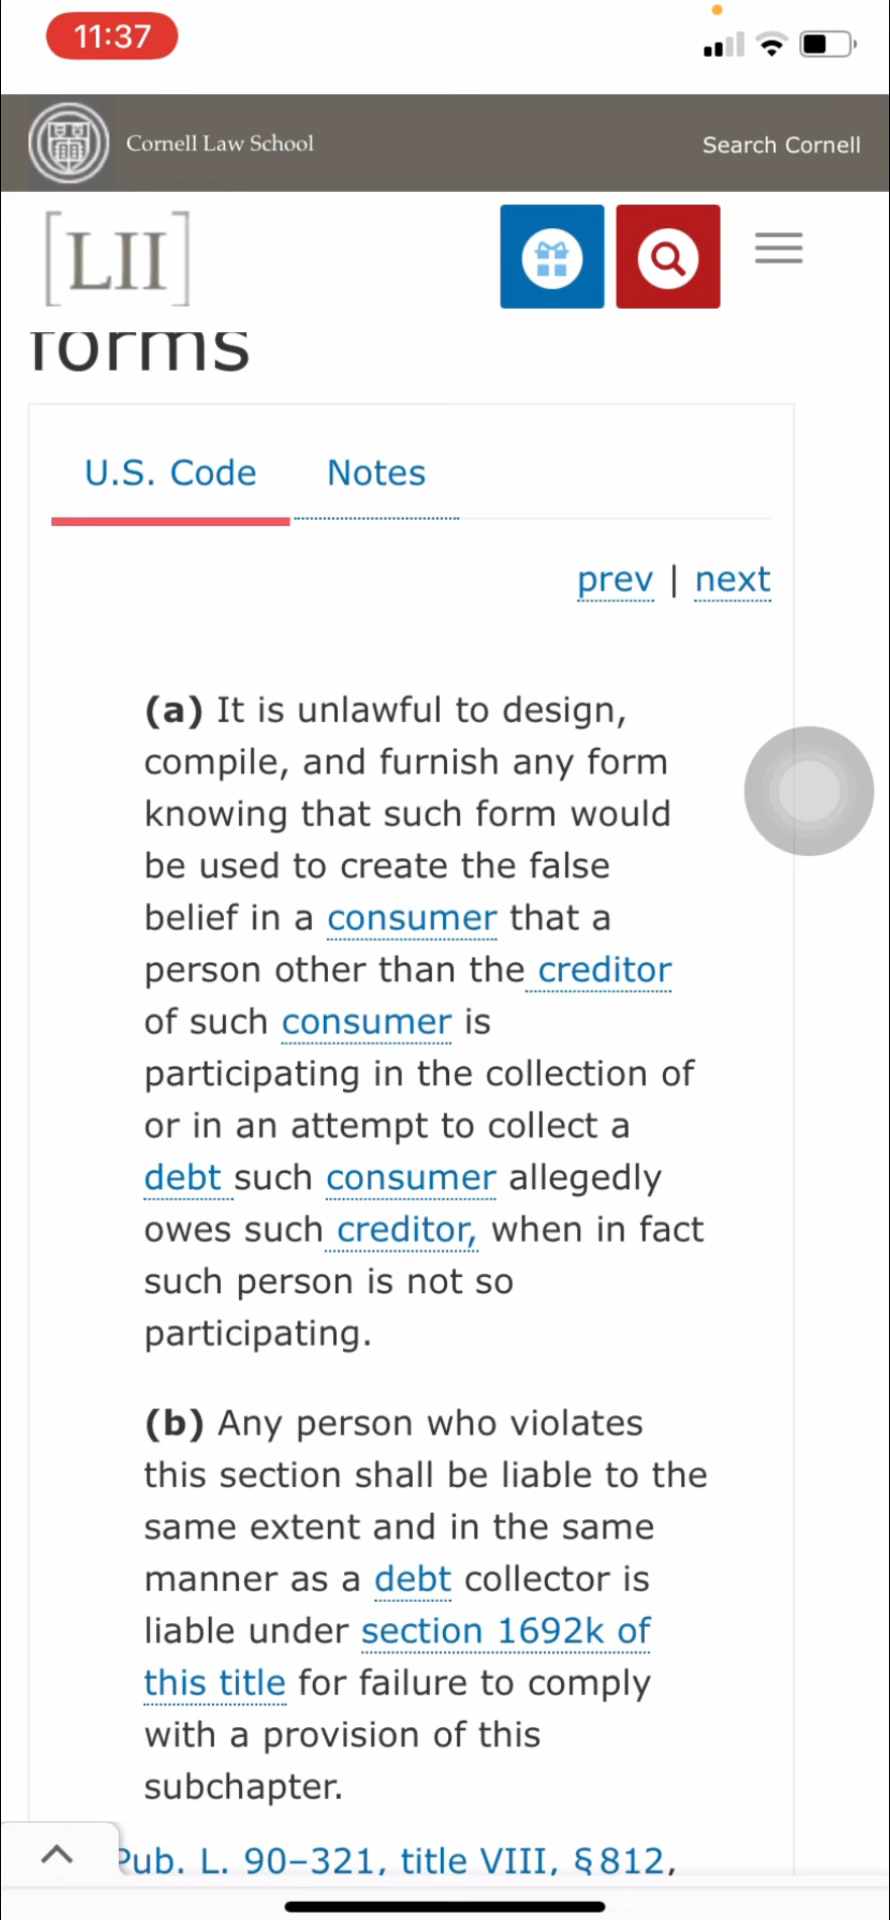 11:37
Cornell Law School
Search Cornell
LII
forms
U.S. Code
Notes
prev | next
(a) It is unlawful to design,
compile, and furnish any form
knowing that such form would
be used to create the false
belief in a consumer that a
person other than the creditor
of such consumer is
participating in the collection of
or in an attempt to collect a
debt such consumer allegedly
owes such creditor, when in fact
such person is not so
participating.
(b) Any person who violates
this section shall be liable to the
same extent and in the same
manner as a debt collector is
liable under section 1692k of
this title for failure to comply
with a provision of this
subchapter.
Pub. L. 90–321, title VIII, §812,